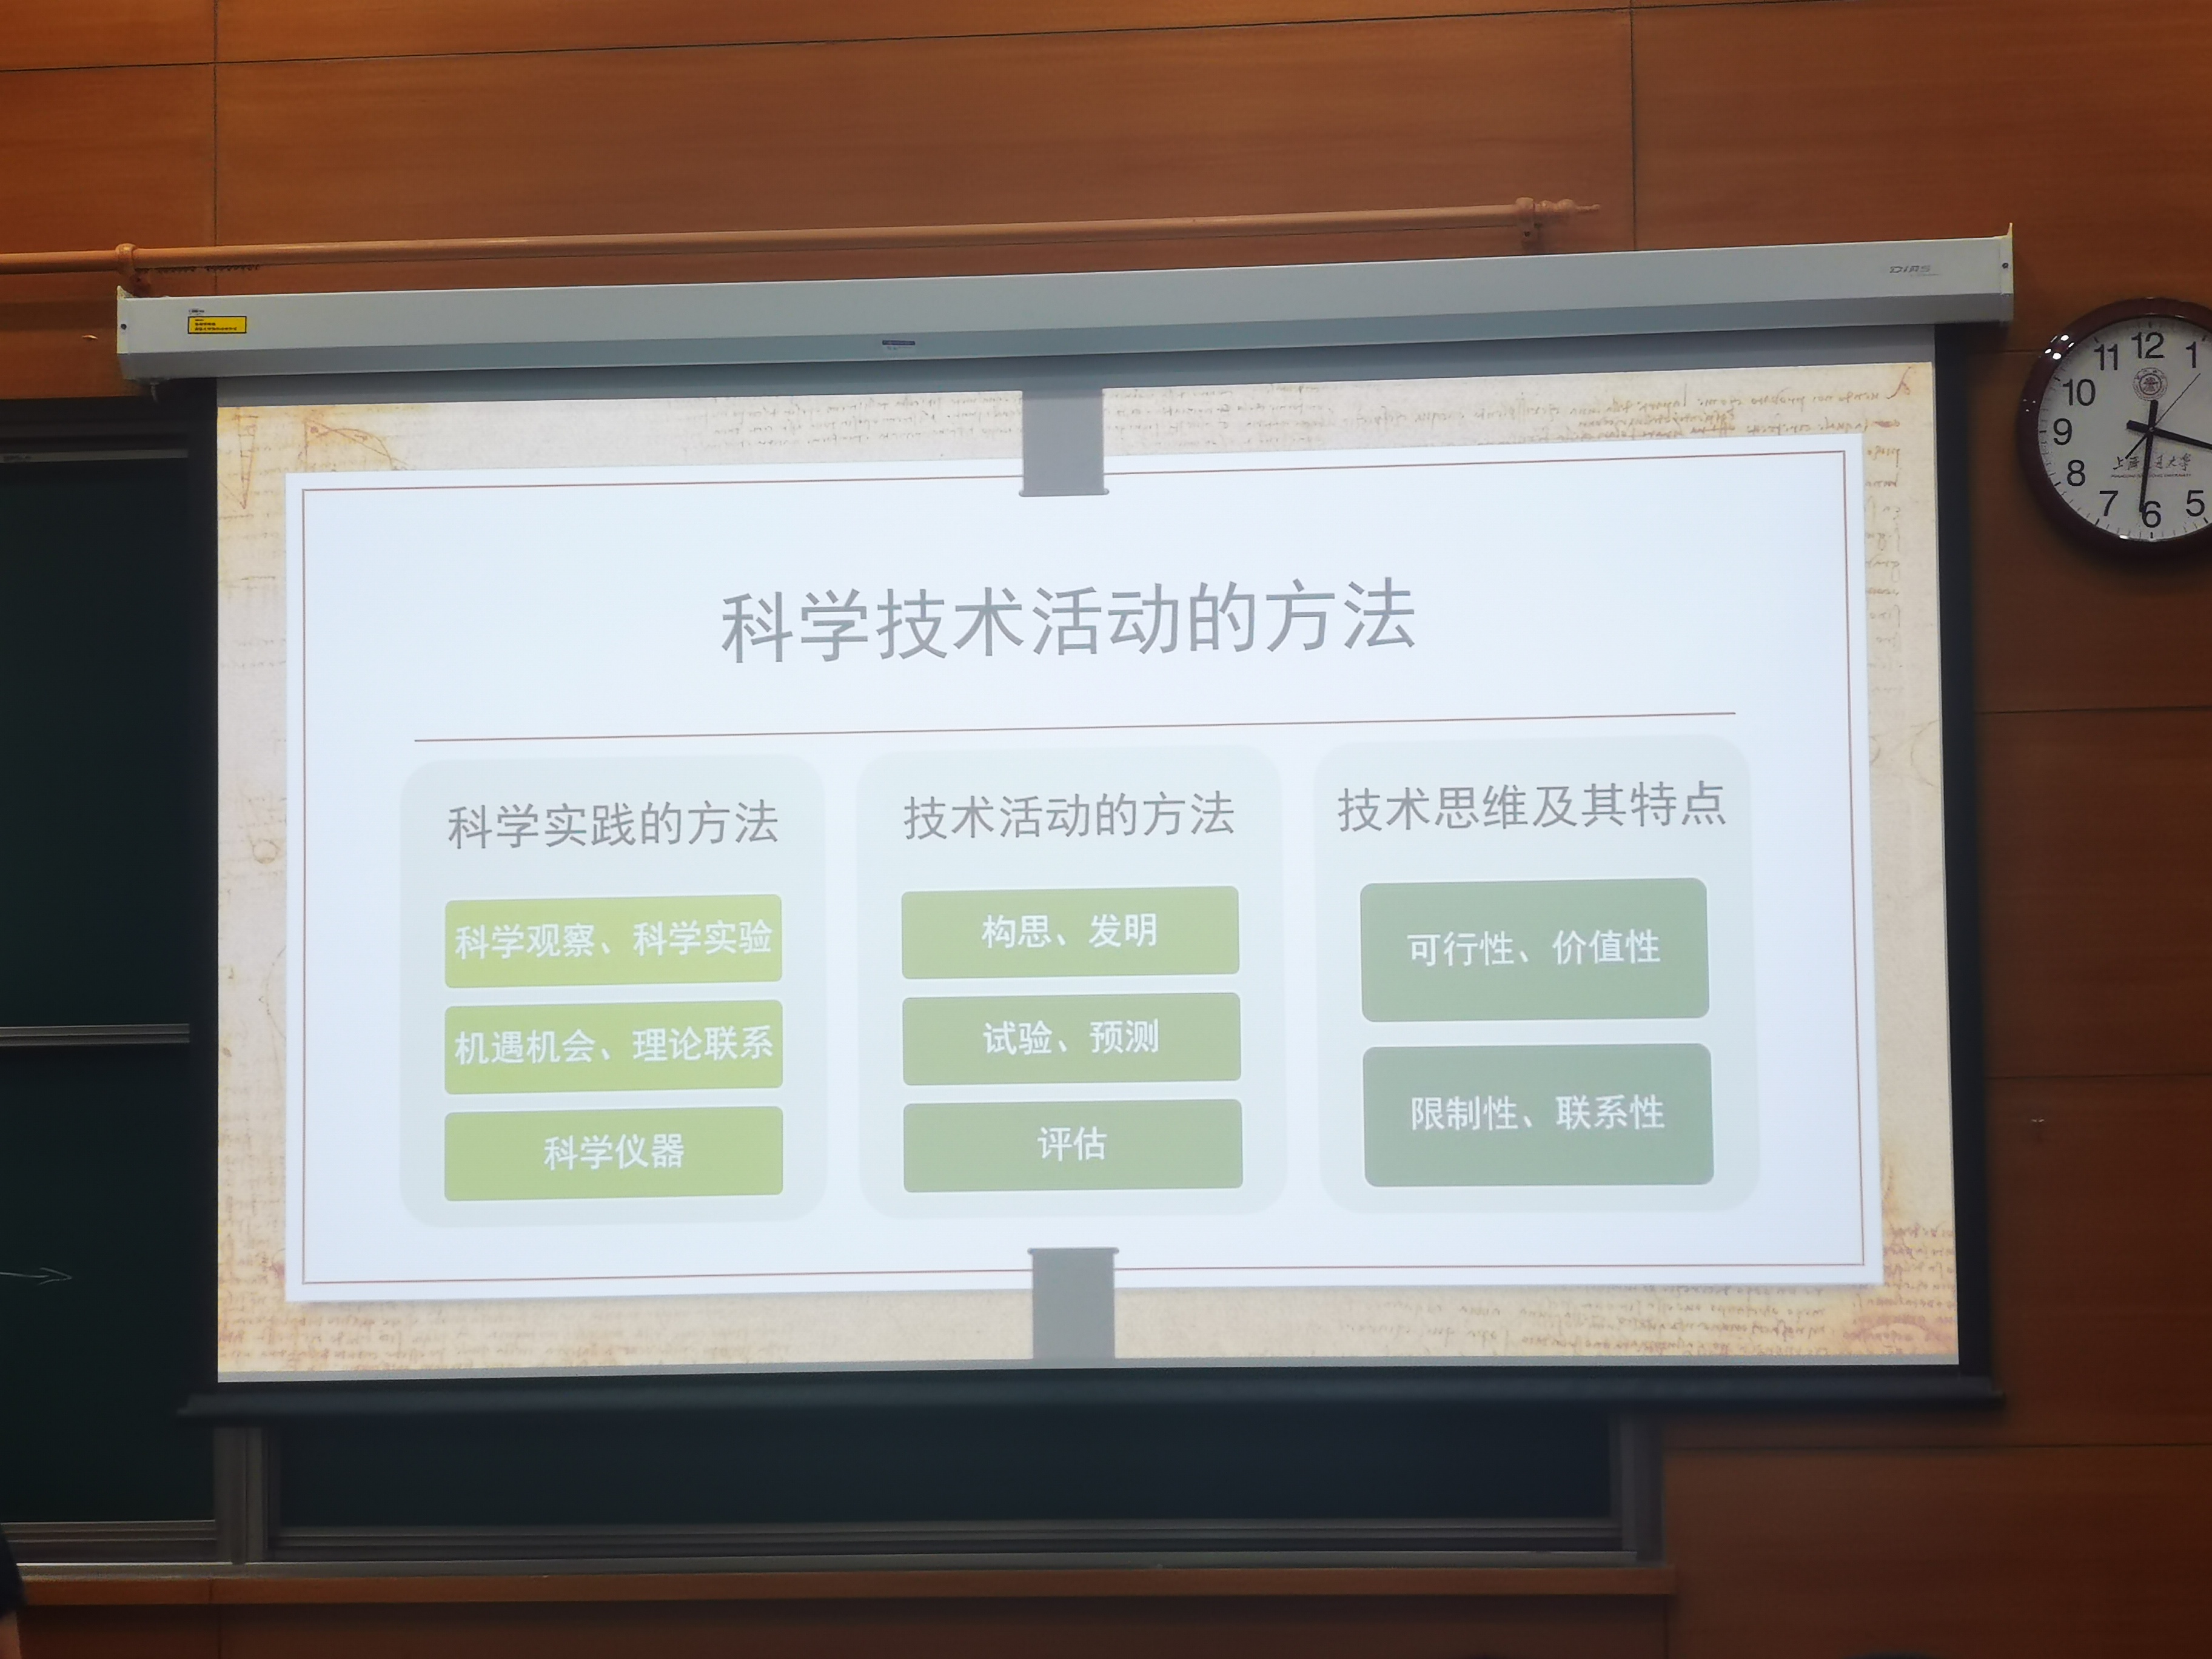 DIAS
11 12 1
10
9
8
7 6 5
上海交通大学
科学技术活动的方法
科学实践的方法
科学观察、科学实验
机遇机会、理论联系
科学仪器
技术活动的方法
构思、发明
试验、预测
评估
技术思维及其特点
可行性、价值性
限制性、联系性